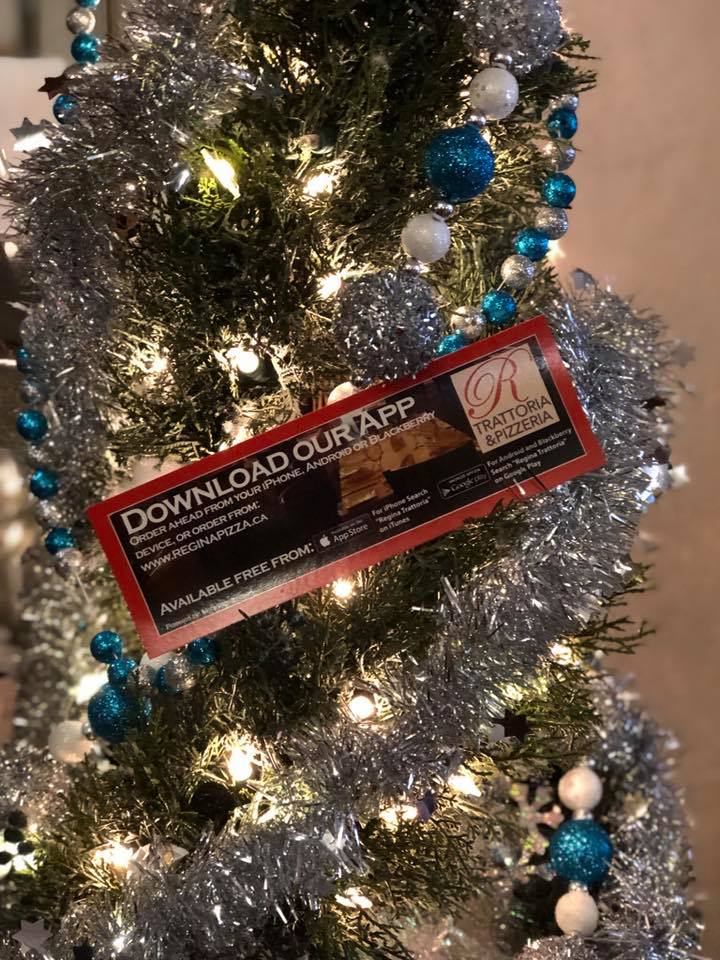 DOWNLOAD OUR APP
ORDER AHEAD FROM YOUR IPHONE, ANDROID OR BLACKBERRY
DEVICE, OR ORDER FROM:
WWW.REGINAPIZZA.CA
AVAILABLE FREE FROM:
App Store
For iPhone Search
"Regina Trattoria"
on iTunes
Google play
For Android and Blackberry
Search "Regina Trattoria"
on Google Play
R
TRATTORIA
&PIZZERIA
Powered by